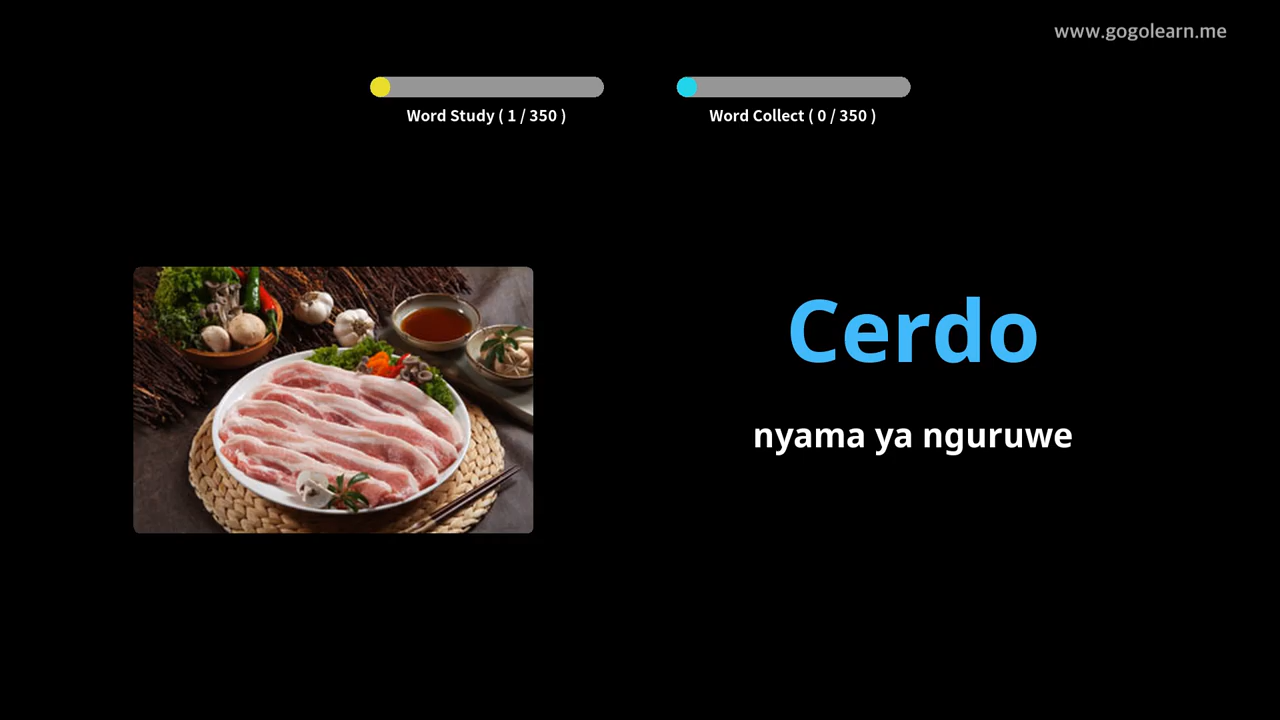 www.gogolearn.me
Word Study ( 1 / 350 )
Word Collect ( 0 / 350 )
Cerdo
nyama ya nguruwe